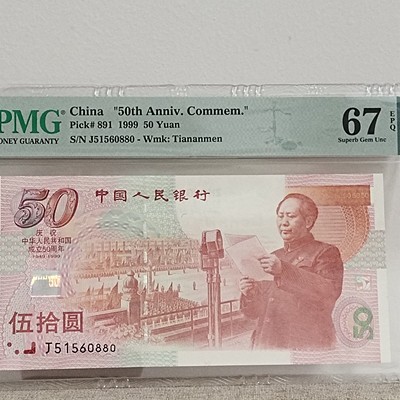 PMG
MONEY GUARANTY
China "50th Anniv. Commem."
Pick# 891 1999 50 Yuan
S/N J51560880 - Wmk: Tiananmen
67
EPQ
Superb Gem Unc
50
中国人民银行
庆祝
中华人民共和国
成立50周年
1949-1999
50
伍拾圆
J51560880